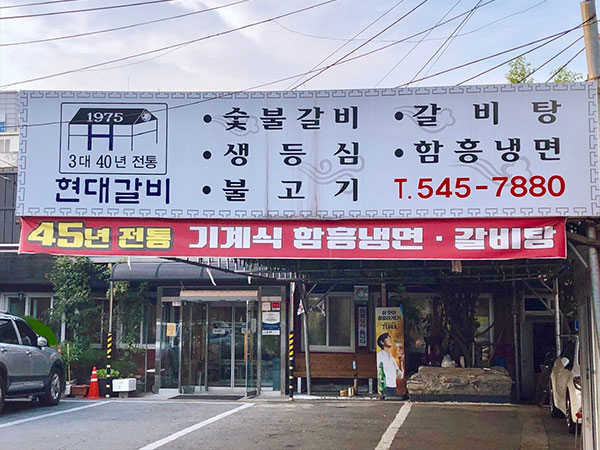 1975
3대 40년 전통
현대갈비
• 숯불갈비 • 갈비탕
• 생등심 • 함흥냉면
• 불고기 T. 545-7880
45년 전통 기계식 함흥냉면 · 갈비탕